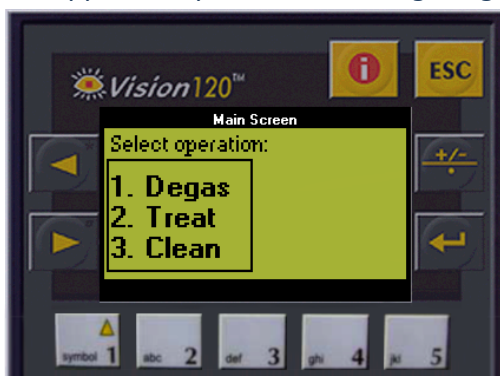 Vision120™
ESC
Main Screen
Select operation:
1. Degas
2. Treat
3. Clean
+/-
symbol 1
abc 2
def 3
ghi 4
jkl 5